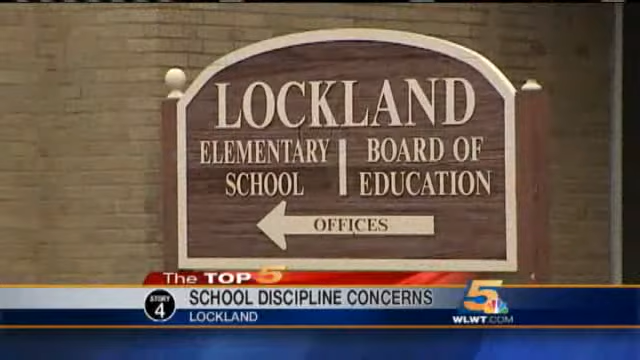 LOCKLAND
ELEMENTARY SCHOOL
BOARD OF EDUCATION
OFFICES
The TOP 5
STORY 4
SCHOOL DISCIPLINE CONCERNS
LOCKLAND
5
WLWT.COM